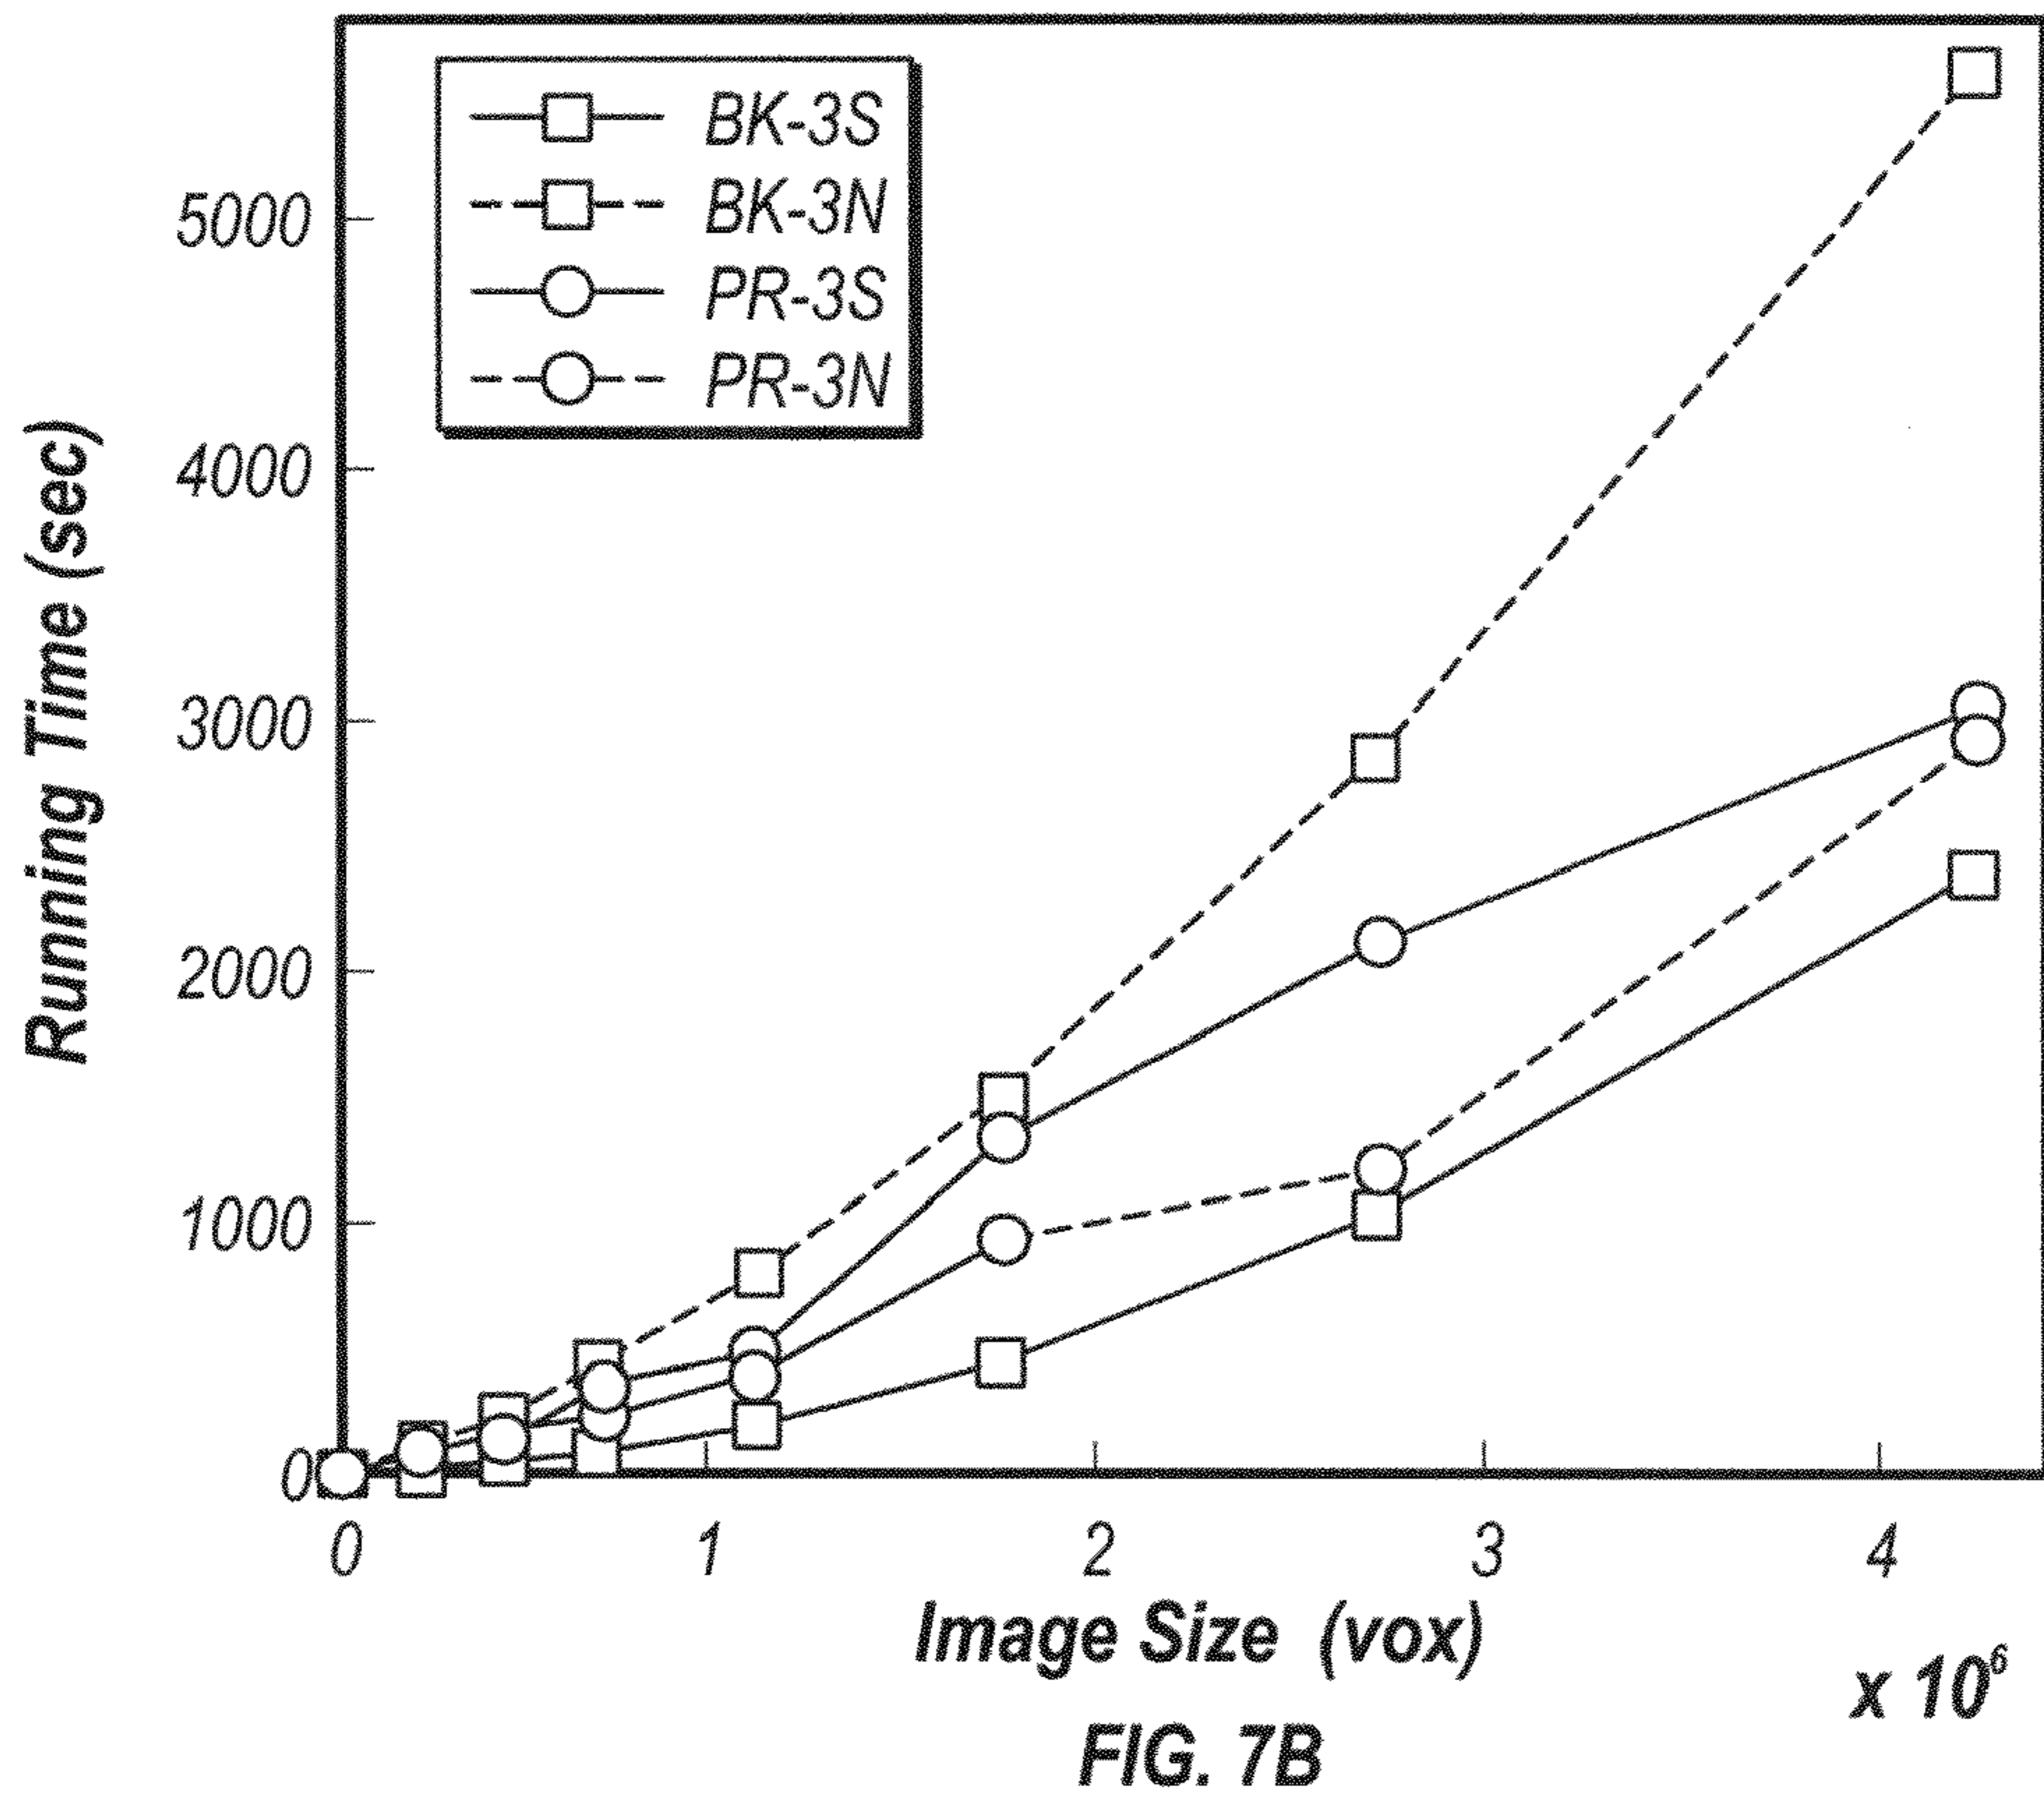 BK-3S
BK-3N
PR-3S
PR-3N
Running Time (sec)
5000
4000
3000
2000
1000
0
0 1 2 3 4
Image Size (vox)
x 10⁶
FIG. 7B